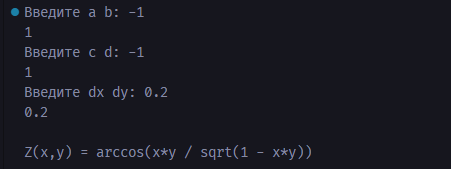 Введите a b: -1
1
Введите c d: -1
1
Введите dx dy: 0.2
0.2
Z(x,y) = arccos(x*y / sqrt(1 - x*y))